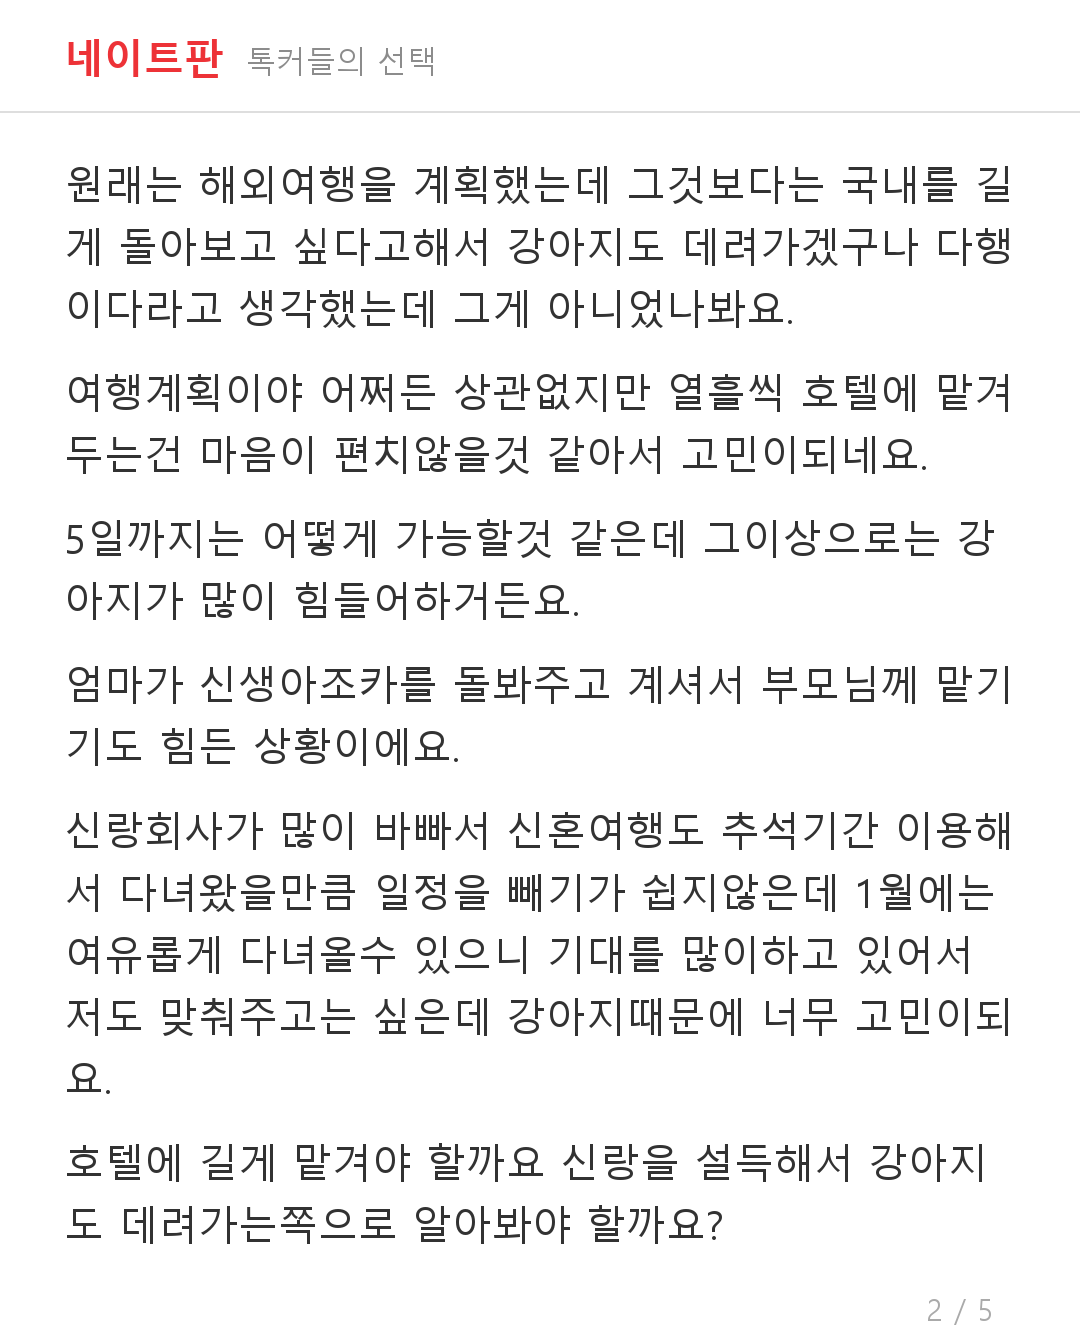 네이트판 톡커들의 선택
원래는 해외여행을 계획했는데 그것보다는 국내를 길
게 돌아보고 싶다고해서 강아지도 데려가겠구나 다행
이다라고 생각했는데 그게 아니었나봐요.
여행계획이야 어쩌든 상관없지만 열흘씩 호텔에 맡겨
두는건 마음이 편치않을것 같아서 고민이되네요.
5일까지는 어떻게 가능할것 같은데 그이상으로는 강
아지가 많이 힘들어하거든요.
엄마가 신생아조카를 돌봐주고 계셔서 부모님께 맡기
기도 힘든 상황이에요.
신랑회사가 많이 바빠서 신혼여행도 추석기간 이용해
서 다녀왔을만큼 일정을 빼기가 쉽지않은데 1월에는
여유롭게 다녀올수 있으니 기대를 많이하고 있어서
저도 맞춰주고는 싶은데 강아지때문에 너무 고민이되
요.
호텔에 길게 맡겨야 할까요 신랑을 설득해서 강아지
도 데려가는쪽으로 알아봐야 할까요?
2 / 5